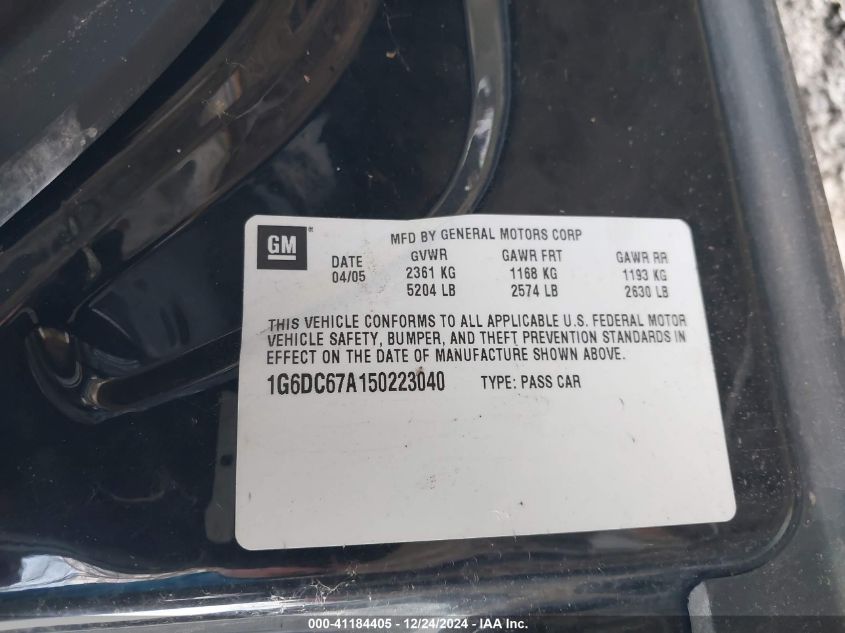 GM
MFD BY GENERAL MOTORS CORP
DATE GVWR GAWR FRT GAWR RR
04/05 2361 KG 1168 KG 1193 KG
5204 LB 2574 LB 2630 LB
THIS VEHICLE CONFORMS TO ALL APPLICABLE U.S. FEDERAL MOTOR
VEHICLE SAFETY, BUMPER, AND THEFT PREVENTION STANDARDS IN
EFFECT ON THE DATE OF MANUFACTURE SHOWN ABOVE.
1G6DC67A150223040 TYPE: PASS CAR
000-41184405 - 12/24/2024 - IAA Inc.